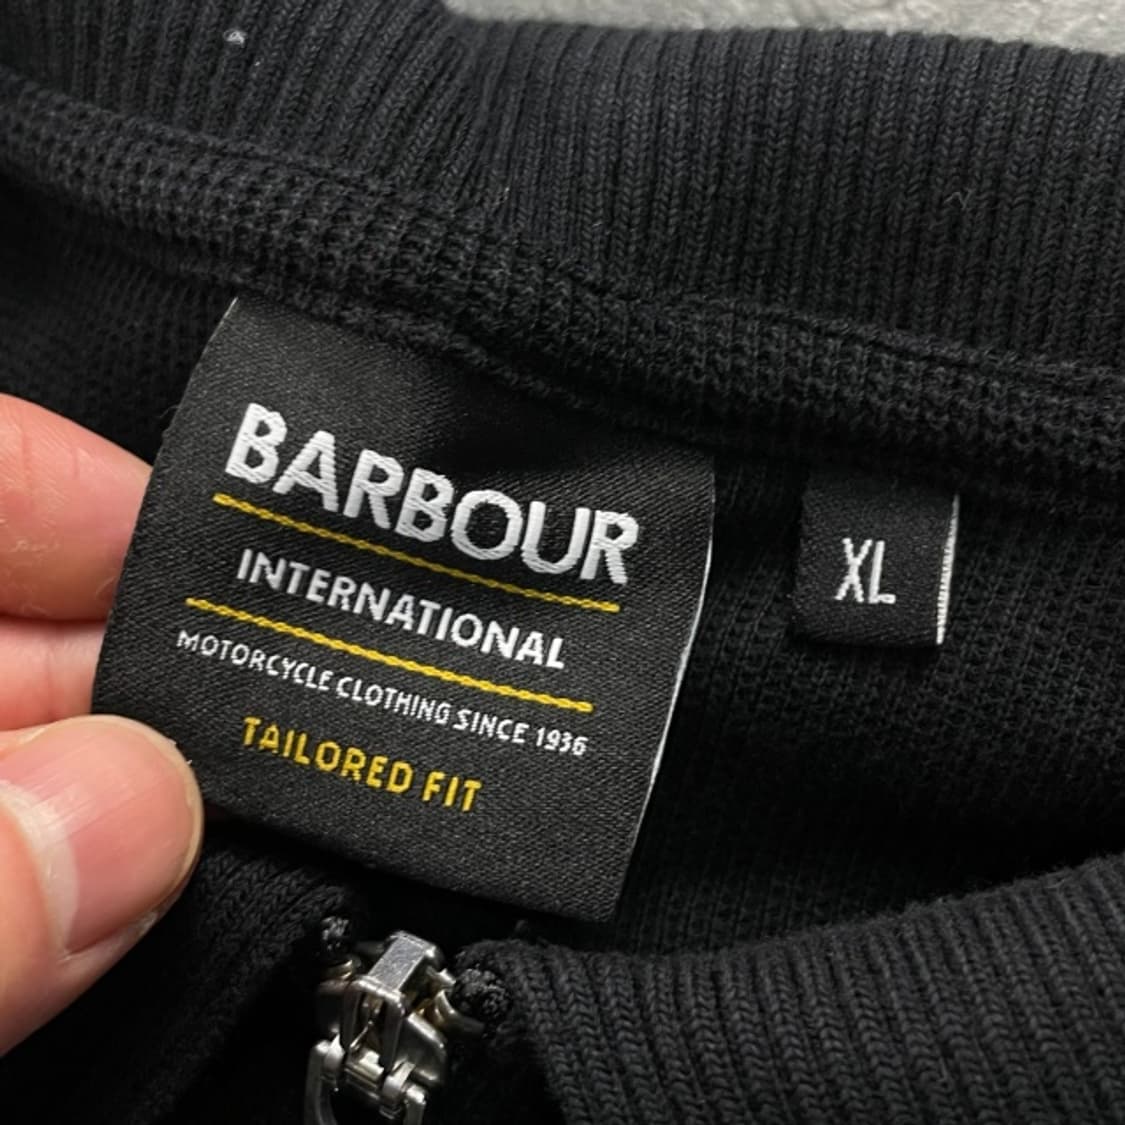 BARBOUR
INTERNATIONAL
MOTORCYCLE CLOTHING SINCE 1936
TAILORED FIT
XL